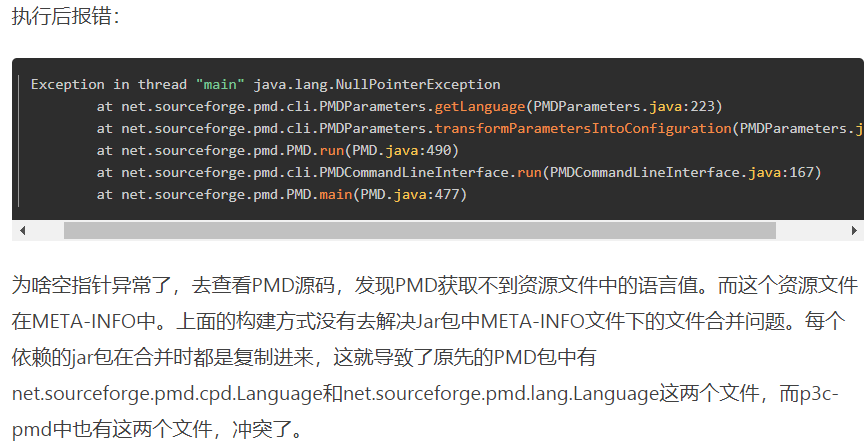 执行后报错：
Exception in thread "main" java.lang.NullPointerException
at net.sourceforge.pmd.cli.PMDParameters.getLanguage(PMDParameters.java:223)
at net.sourceforge.pmd.cli.PMDParameters.transformParametersIntoConfiguration(PMDParameters.j
at net.sourceforge.pmd.PMD.run(PMD.java:490)
at net.sourceforge.pmd.cli.PMDCommandLineInterface.run(PMDCommandLineInterface.java:167)
at net.sourceforge.pmd.PMD.main(PMD.java:477)
为啥空指针异常了，去查看PMD源码，发现PMD获取不到资源文件中的语言值。而这个资源文件
在META-INFO中。上面的构建方式没有去解决Jar包中META-INFO文件下的文件合并问题。每个
依赖的jar包在合并时都是复制进来，这就导致了原先的PMD包中有
net.sourceforge.pmd.cpd.Language和net.sourceforge.pmd.lang.Language这两个文件，而p3c-
pmd中也有这两个文件，冲突了。